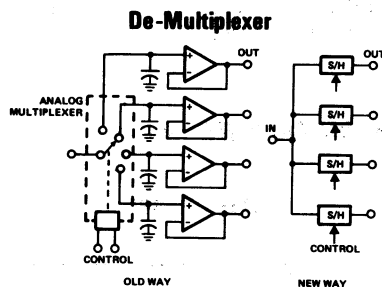 De-Multiplexer
OUT
OUT
+
−
S/H
ANALOG
MULTIPLEXER
+
−
S/H
IN
+
−
S/H
+
−
S/H
CONTROL
CONTROL
OLD WAY
NEW WAY